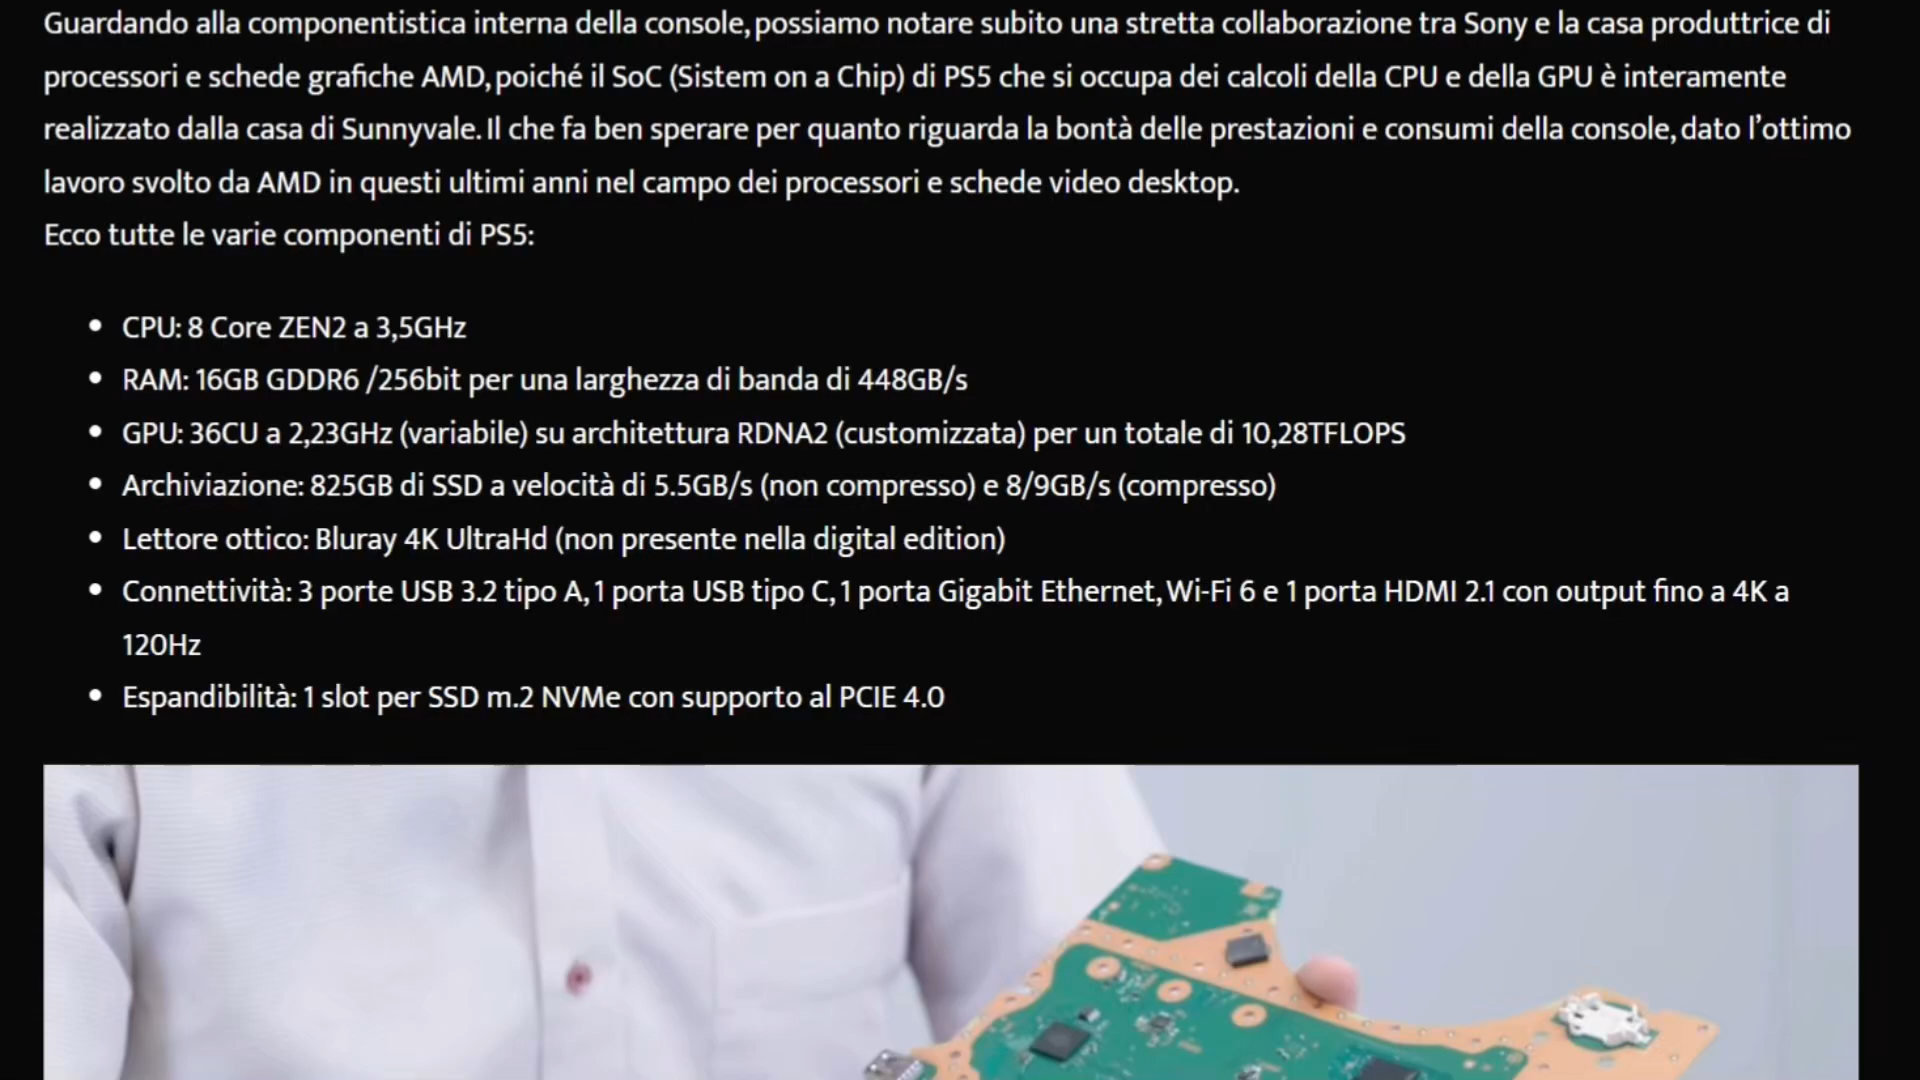 Guardando alla componentistica interna della console, possiamo notare subito una stretta collaborazione tra Sony e la casa produttrice di
processori e schede grafiche AMD, poiché il SoC (Sistem on a Chip) di PS5 che si occupa dei calcoli della CPU e della GPU è interamente
realizzato dalla casa di Sunnyvale. Il che fa ben sperare per quanto riguarda la bontà delle prestazioni e consumi della console, dato l’ottimo
lavoro svolto da AMD in questi ultimi anni nel campo dei processori e schede video desktop.
Ecco tutte le varie componenti di PS5:
• CPU: 8 Core ZEN2 a 3,5GHz
• RAM: 16GB GDDR6 /256bit per una larghezza di banda di 448GB/s
• GPU: 36CU a 2,23GHz (variabile) su architettura RDNA2 (customizzata) per un totale di 10,28TFLOPS
• Archiviazione: 825GB di SSD a velocità di 5.5GB/s (non compresso) e 8/9GB/s (compresso)
• Lettore ottico: Bluray 4K UltraHd (non presente nella digital edition)
• Connettività: 3 porte USB 3.2 tipo A, 1 porta USB tipo C, 1 porta Gigabit Ethernet, Wi-Fi 6 e 1 porta HDMI 2.1 con output fino a 4K a
120Hz
• Espandibilità: 1 slot per SSD m.2 NVMe con supporto al PCIE 4.0